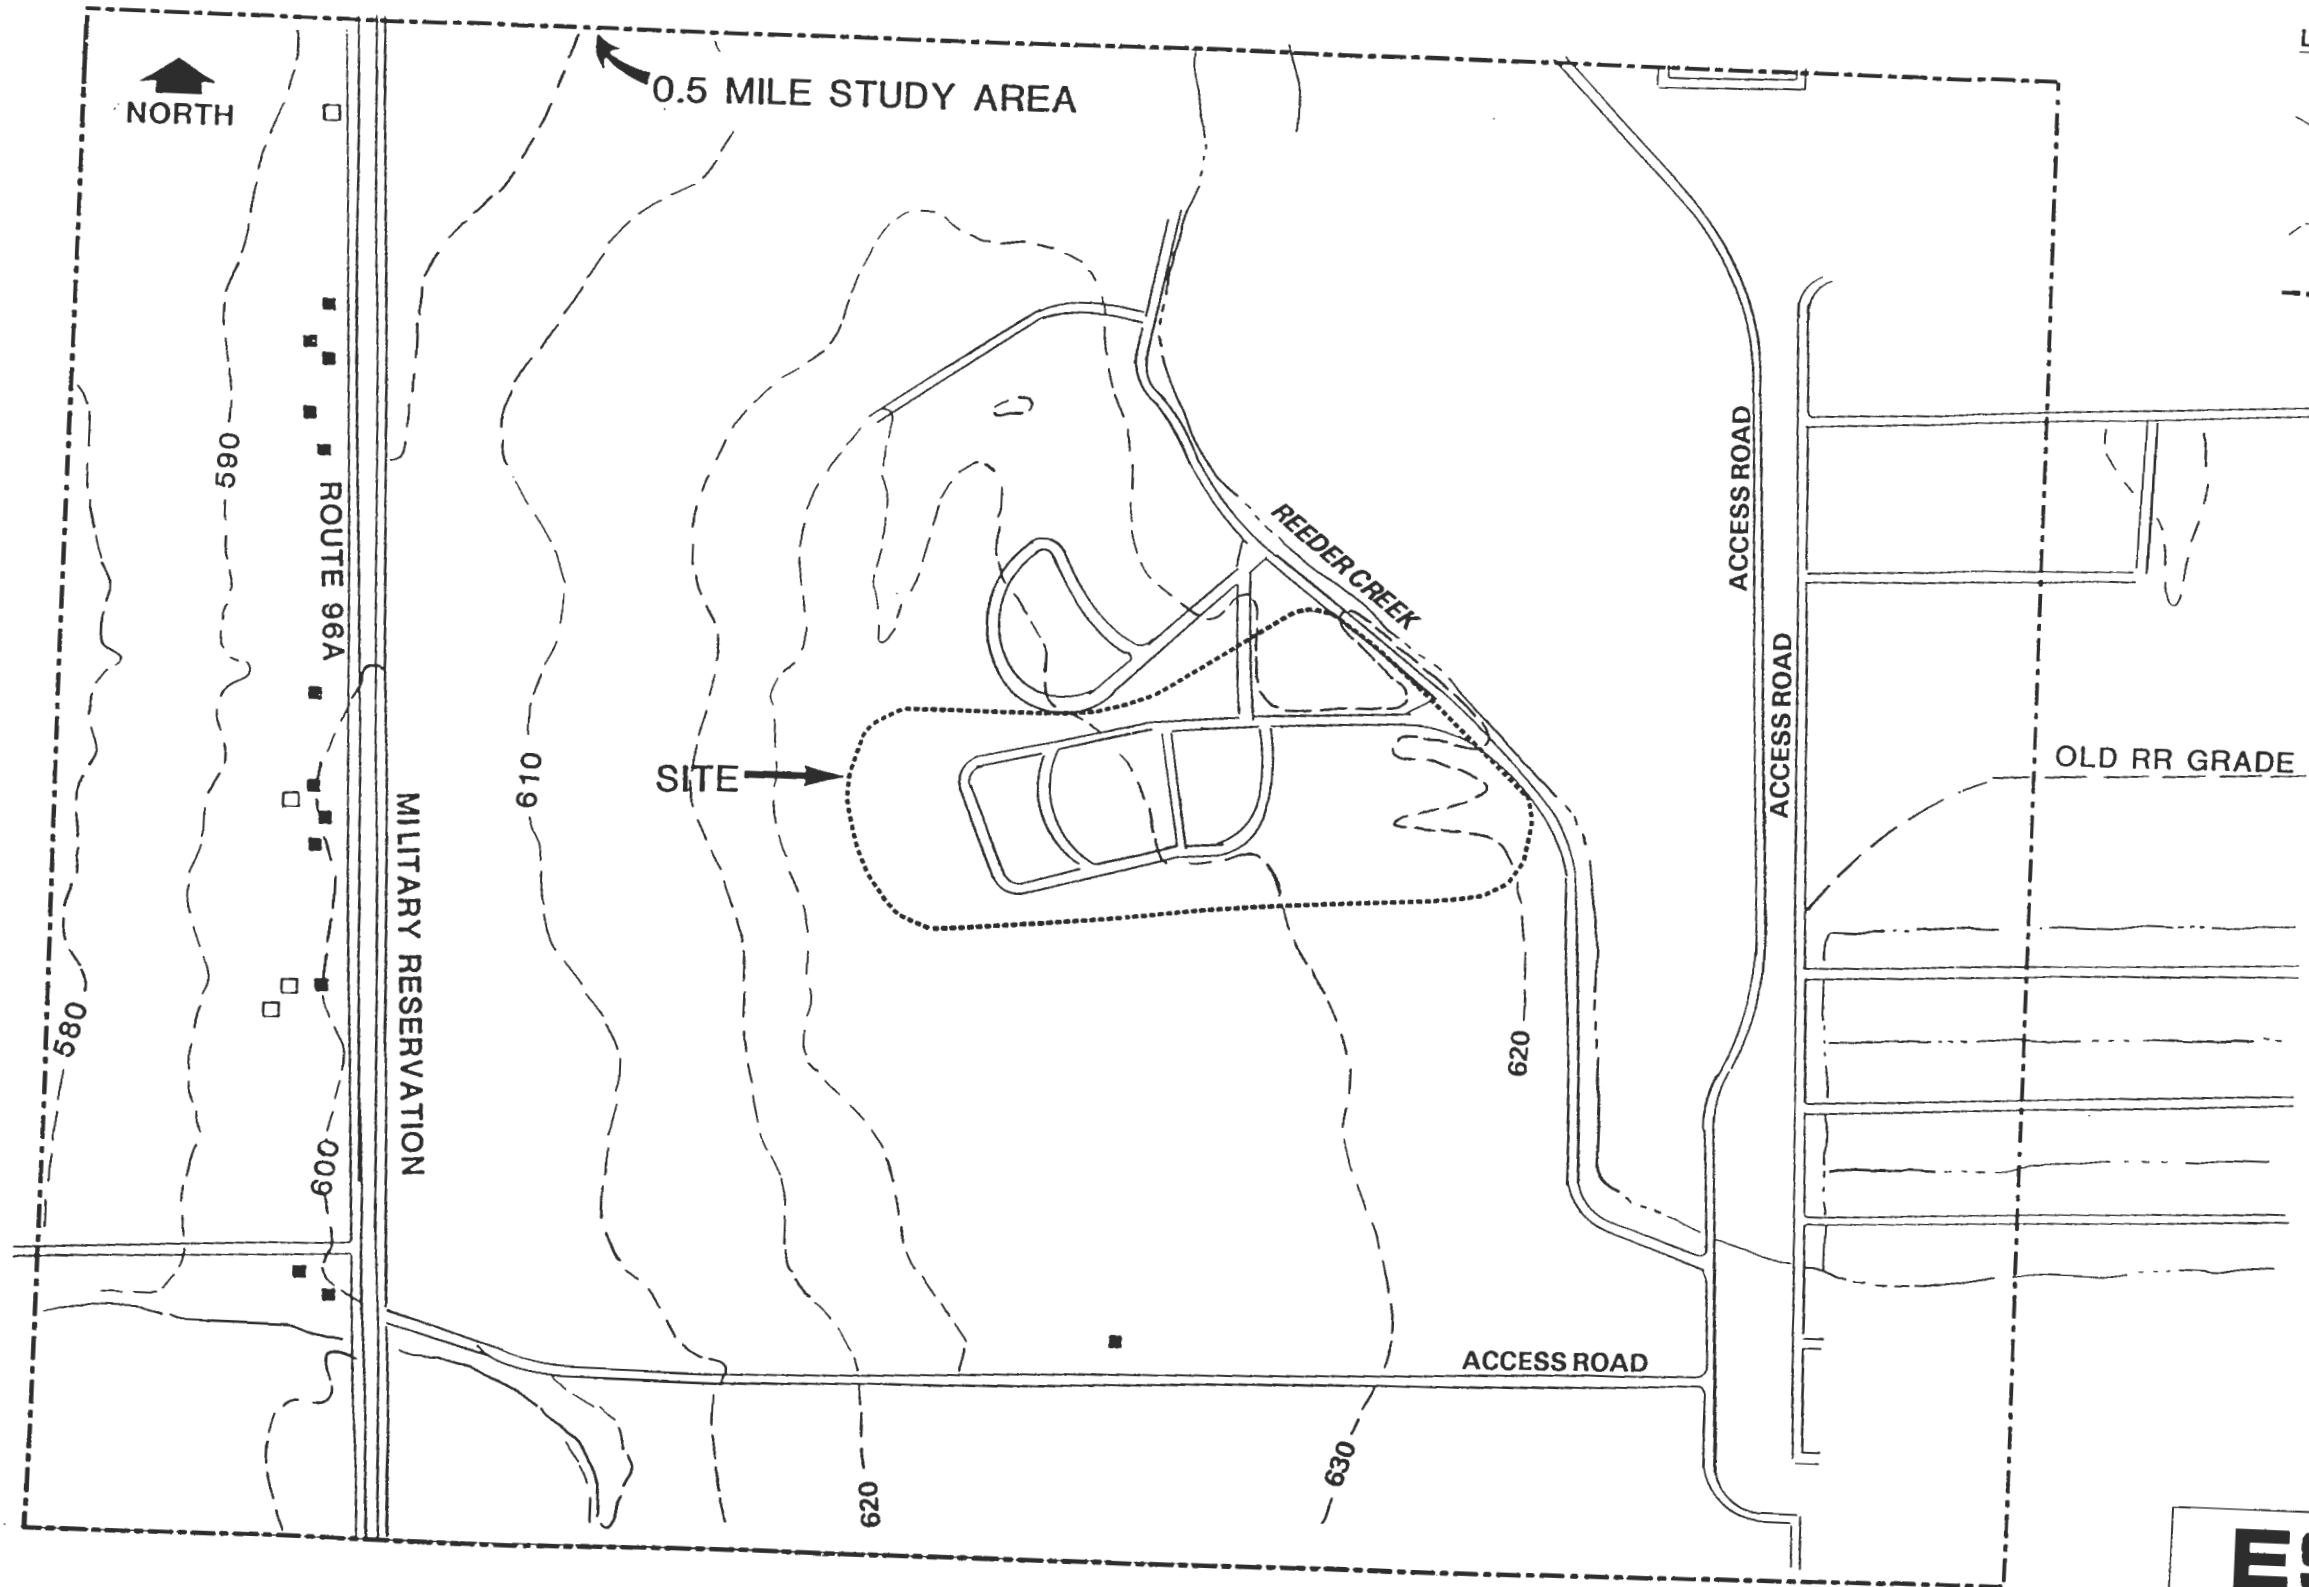 0.5 MILE STUDY AREA
NORTH
590
ROUTE 96A
ACCESS ROAD
REEDER CREEK
ACCESS ROAD
OLD RR GRADE
SITE
610
MILITARY RESERVATION
580
620
600
ACCESS ROAD
630
620